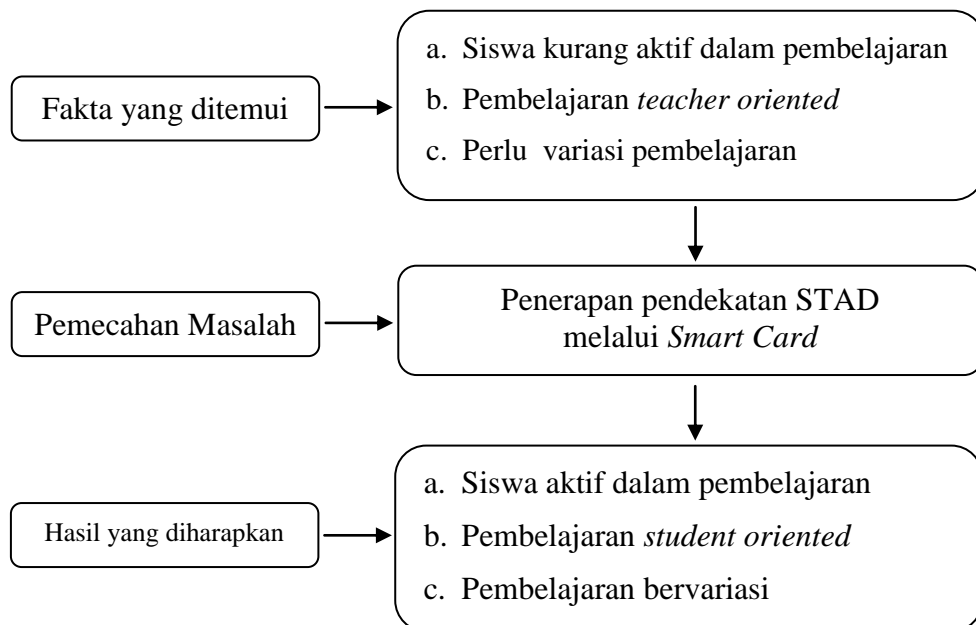 Fakta yang ditemui
a. Siswa kurang aktif dalam pembelajaran
b. Pembelajaran teacher oriented
c. Perlu variasi pembelajaran
Pemecahan Masalah
Penerapan pendekatan STAD
melalui Smart Card
Hasil yang diharapkan
a. Siswa aktif dalam pembelajaran
b. Pembelajaran student oriented
c. Pembelajaran bervariasi